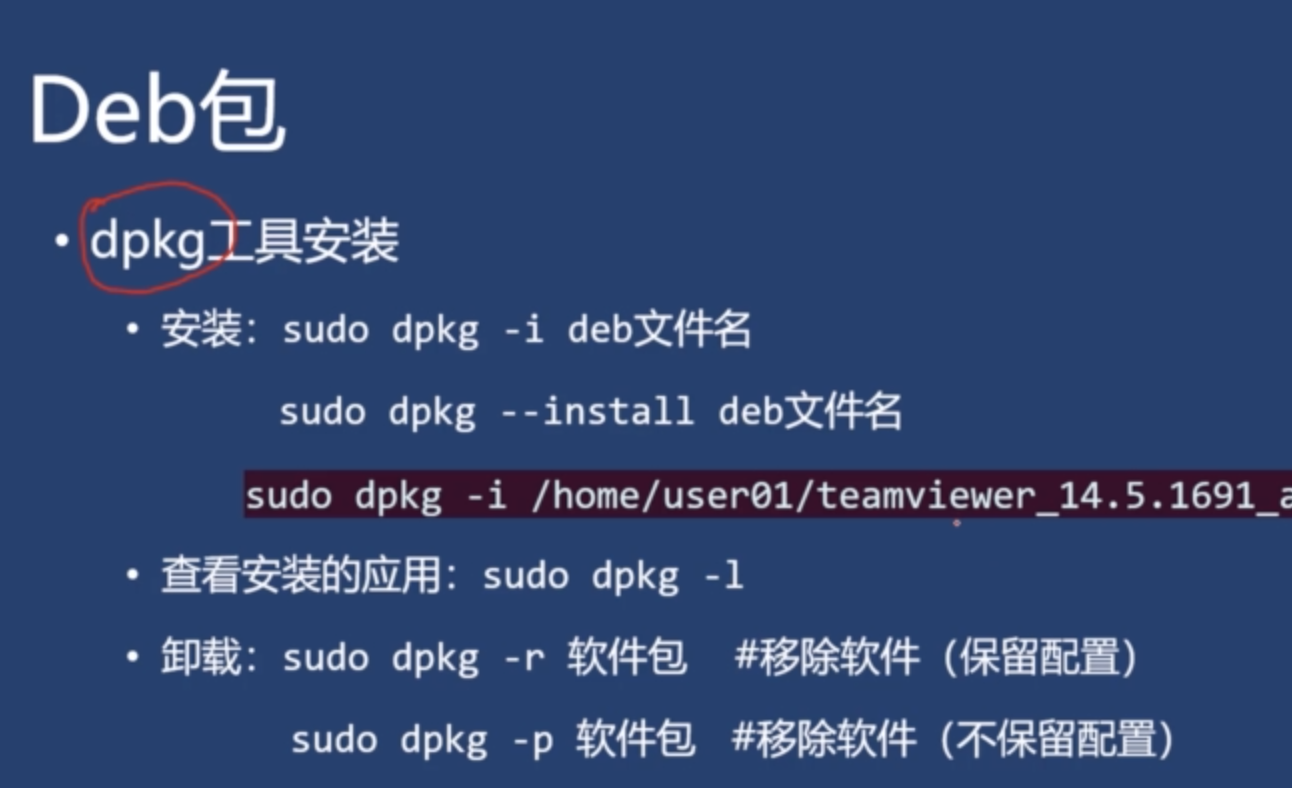 Deb包
• dpkg工具安装
• 安装：sudo dpkg -i deb文件名
sudo dpkg --install deb文件名
sudo dpkg -i /home/user01/teamviewer_14.5.1691_a
• 查看安装的应用：sudo dpkg -l
• 卸载：sudo dpkg -r 软件包 #移除软件（保留配置）
sudo dpkg -p 软件包 #移除软件（不保留配置）